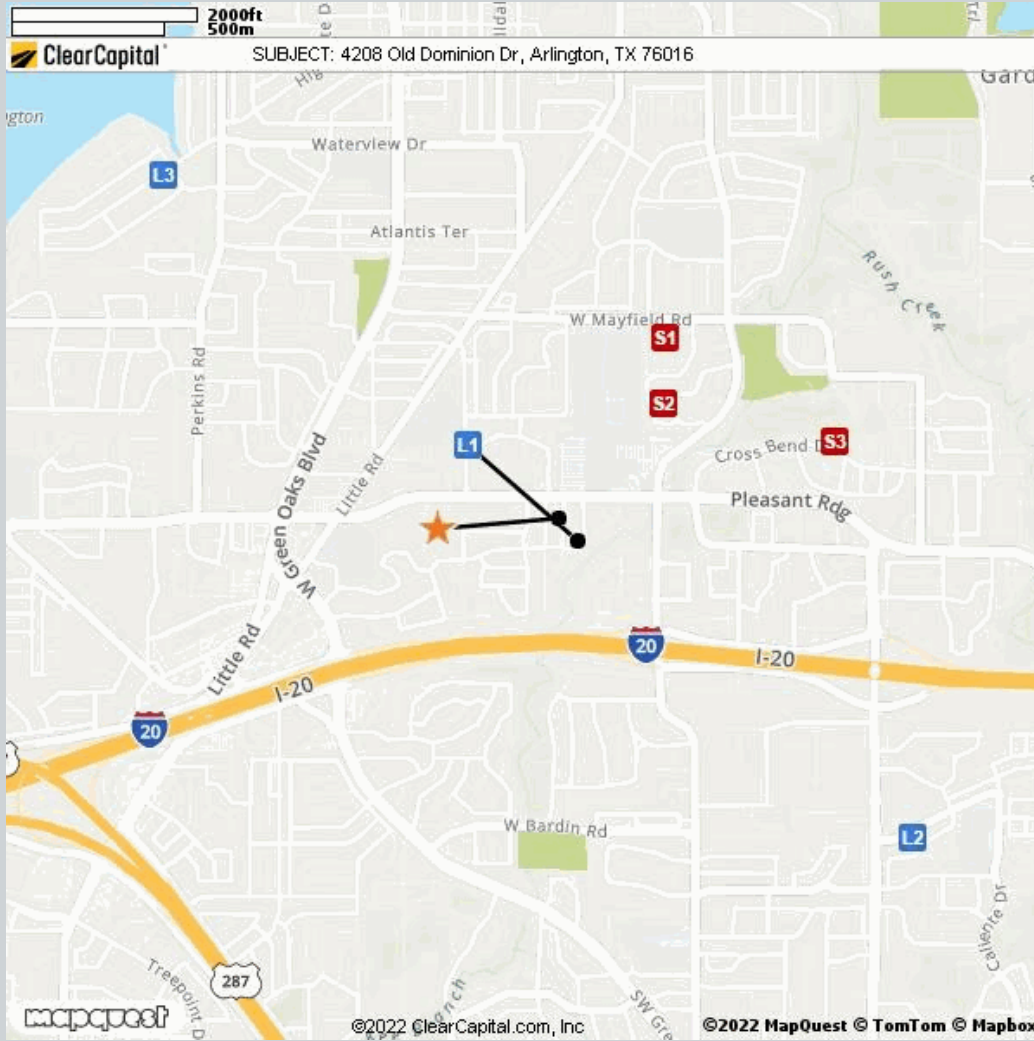 2000ft
500m
ClearCapital
SUBJECT: 4208 Old Dominion Dr, Arlington, TX 76016
Waterview Dr
L3
Atlantis Ter
Rush Creek
W Mayfield Rd
S1
Perkins Rd
S2
L1
S3
Cross Bend D
W Green Oaks Blvd
Little Rd
Pleasant Rdg
20
I-20
Little Rd
I-20
20
W Bardin Rd
L2
Caliente Dr
Treepoint D
287
SW Gre
mapquest
©2022 ClearCapital.com, Inc
©2022 MapQuest © TomTom © Mapbox